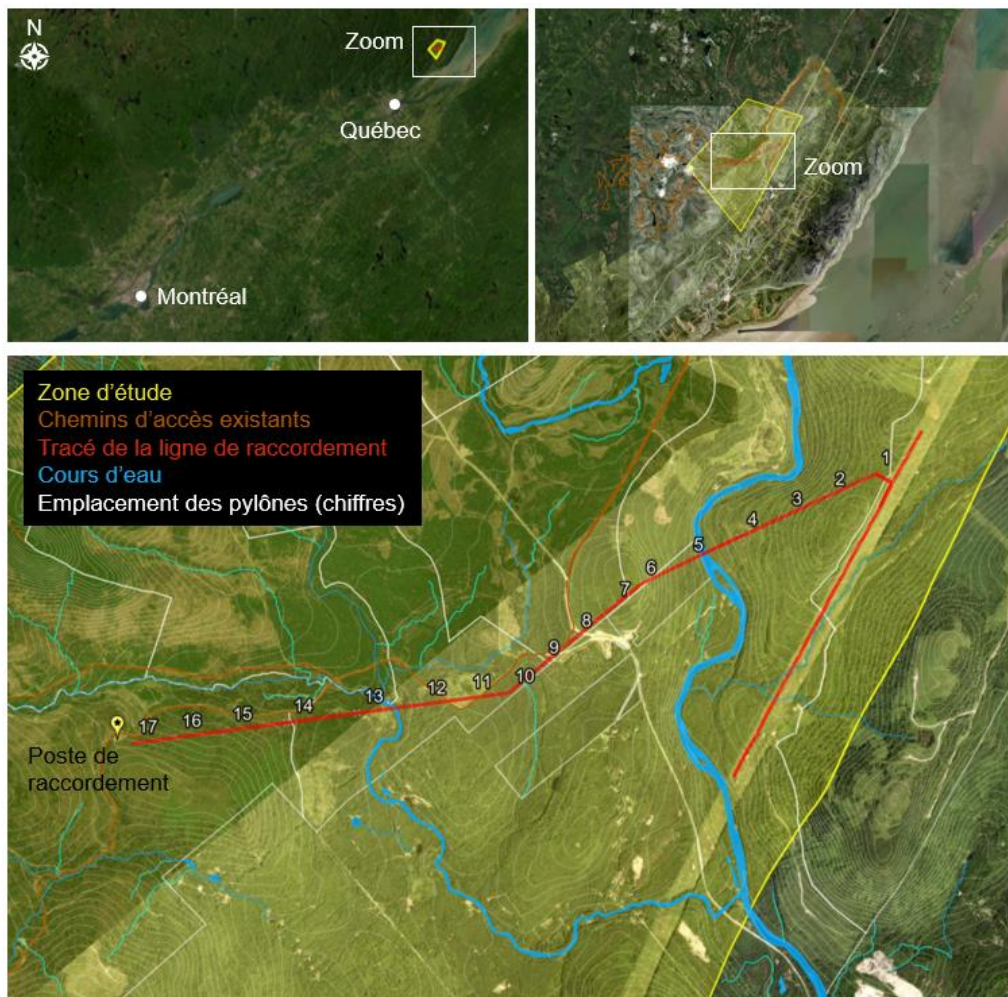 N
Zoom
Québec
Montréal
Zoom
Zone d'étude
Chemins d'accès existants
Tracé de la ligne de raccordement
Cours d'eau
Emplacement des pylônes (chiffres)
1
2
3
4
5
6
7
8
9
10
11
12
13
14
15
16
17
Poste de
raccordement